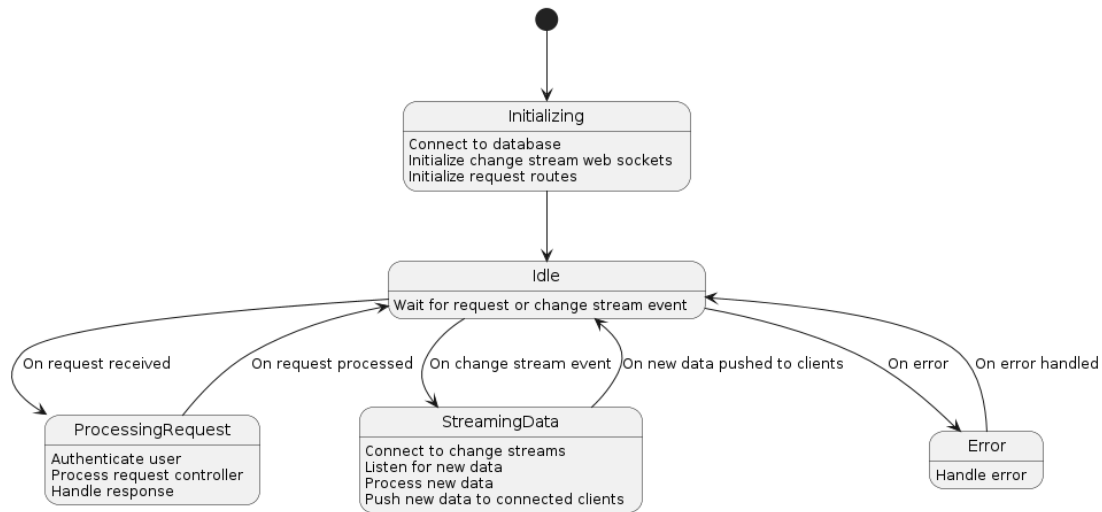 Initializing
Connect to database
Initialize change stream web sockets
Initialize request routes
Idle
Wait for request or change stream event
On request received
On request processed
On change stream event
On new data pushed to clients
On error
On error handled
ProcessingRequest
Authenticate user
Process request controller
Handle response
StreamingData
Connect to change streams
Listen for new data
Process new data
Push new data to connected clients
Error
Handle error